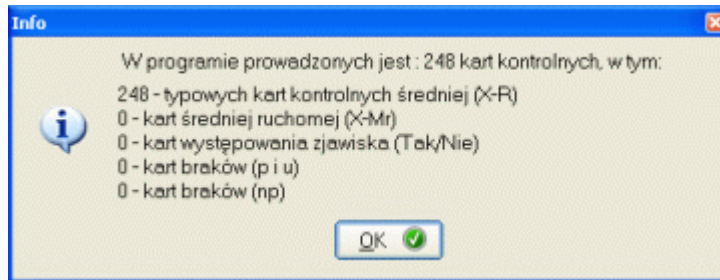 Info
W programie prowadzonych jest : 248 kart kontrolnych, w tym:
248 - typowych kart kontrolnych średniej (X-R)
0 - kart średniej ruchomej (X-Mr)
0 - kart występowania zjawiska (Tak/Nie)
0 - kart braków (p i u)
0 - kart braków (np)
OK